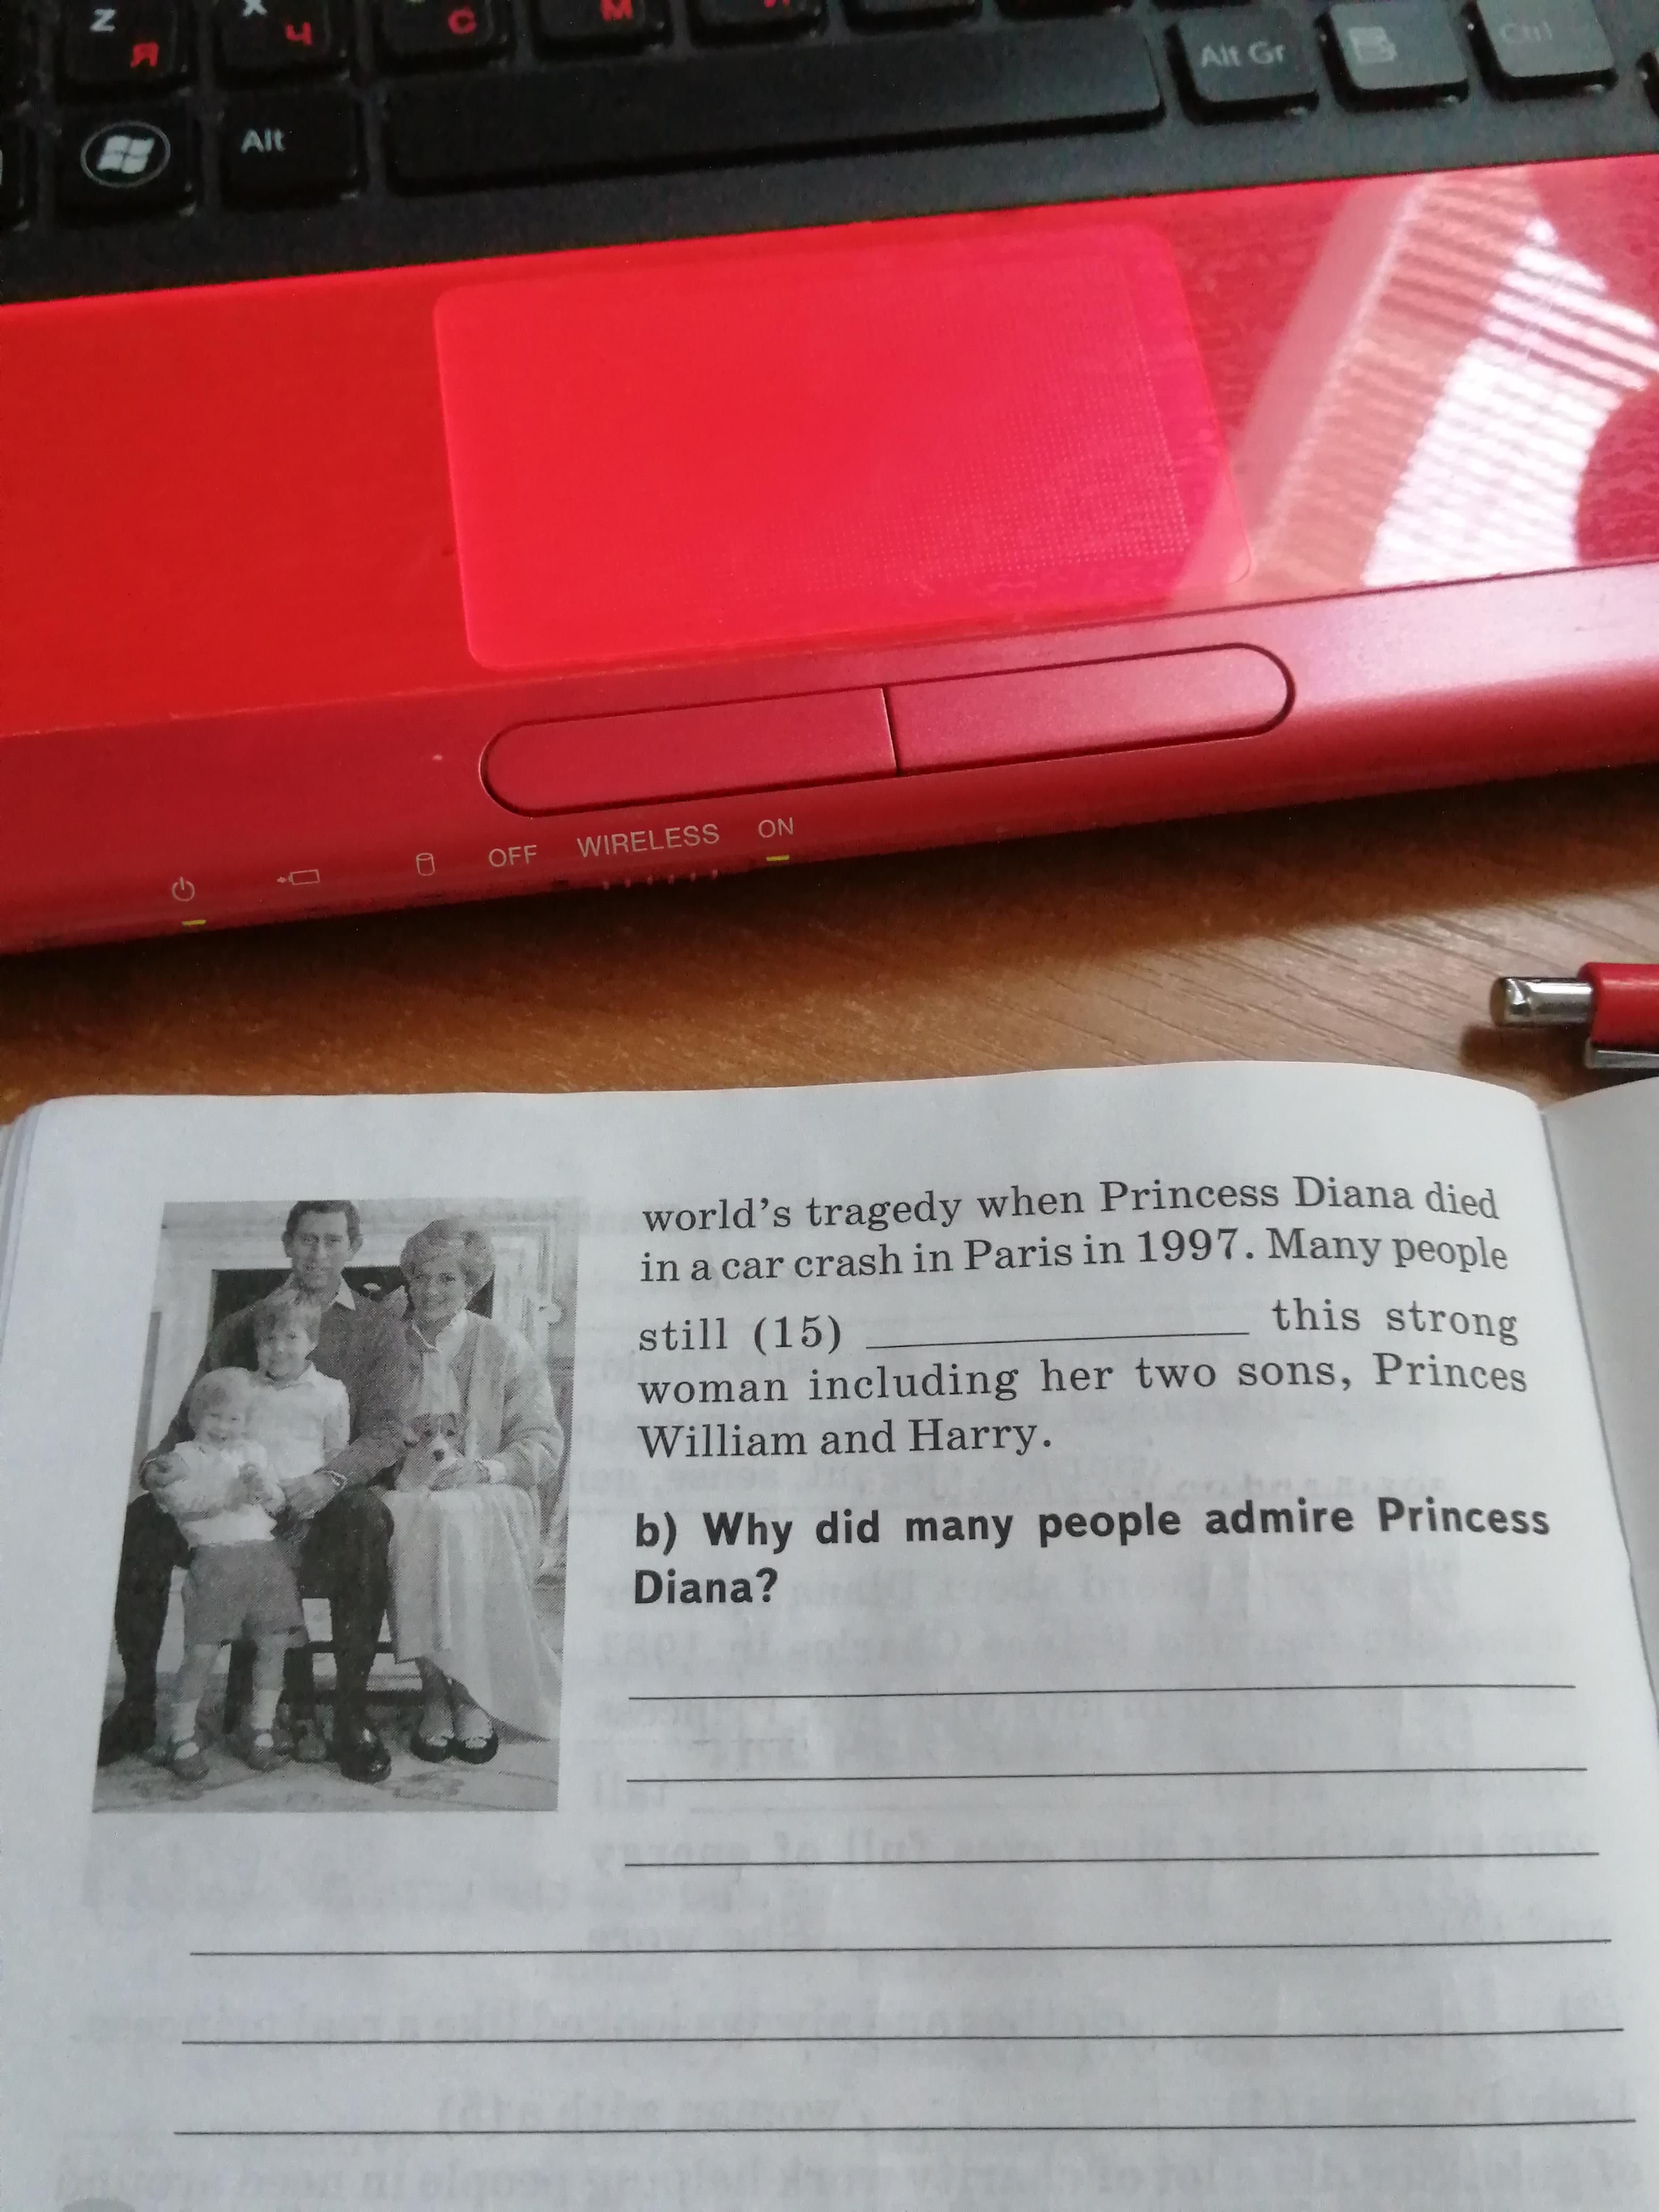 Z Я
X Ч
С
М
Alt Gr
Ctrl
Alt
OFF WIRELESS ON
world's tragedy when Princess Diana died
in a car crash in Paris in 1997. Many people
still (15) ____________ this strong
woman including her two sons, Princes
William and Harry.
b) Why did many people admire Princess
Diana?